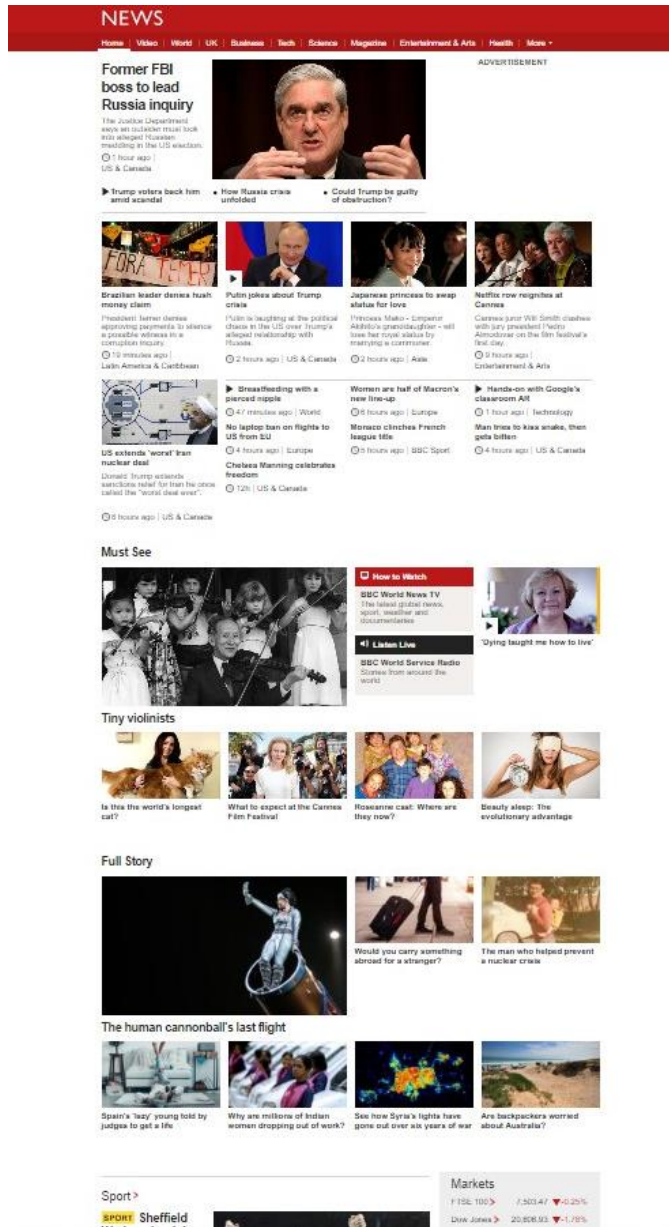 NEWS
Home Video World UK Business Tech Science Magazine Entertainment & Arts Health More
ADVERTISEMENT
Former FBI
boss to lead
Russia inquiry
The Justice Department
says an outsider must look
into alleged Russian
meddling in the US election.
1 hour ago
US & Canada
Trump voters back him
amid scandal
How Russia crisis
unfolded
Could Trump be guilty
of obstruction?
FORA TEMER
Brazilian leader denies hush
money claim
President Temer denies
approving payments to silence
a possible witness in a
corruption inquiry.
19 minutes ago
Latin America & Caribbean
Putin jokes about Trump
crisis
Putin is laughing at the political
chaos in the US over Trump's
alleged relationship with
Russia.
2 hours ago US & Canada
Japanese princess to swap
status for love
Princess Mako - Emperor
Akihito's granddaughter - will
lose her royal status by
marrying a commoner.
2 hours ago Asia
Netflix row reignites at
Cannes
Cannes juror Will Smith clashes
with jury president Pedro
Almodovar on the film festival's
first day.
9 hours ago
Entertainment & Arts
US extends 'worst' Iran
nuclear deal
Donald Trump extends
sanctions relief for Iran he once
called the "worst deal ever".
6 hours ago US & Canada
Breastfeeding with a
pierced nipple
47 minutes ago World
No laptop ban on flights to
US from EU
4 hours ago Europe
Chelsea Manning celebrates
freedom
12h US & Canada
Women are half of Macron's
new line-up
6 hours ago Europe
Monaco clinches French
league title
5 hours ago BBC Sport
Hands-on with Google's
classroom AR
1 hour ago Technology
Man tries to kiss snake, then
gets bitten
4 hours ago US & Canada
Must See
Tiny violinists
How to Watch
BBC World News TV
The latest global news,
sport, weather and
documentaries
Listen Live
BBC World Service Radio
Stories from around the
world
'Dying taught me how to live'
Is this the world's longest
cat?
What to expect at the Cannes
Film Festival
Roseanne cast: Where are
they now?
Beauty sleep: The
evolutionary advantage
Full Story
The human cannonball's last flight
Would you carry something
abroad for a stranger?
The man who helped prevent
a nuclear crisis
Spain's 'lazy' young told by
judges to get a life
Why are millions of Indian
women dropping out of work?
See how Syria's lights have
gone out over six years of war
Are backpackers worried
about Australia?
Sport
SPORT Sheffield
Markets
FTSE 100 7,503.47 -0.25%
Dow Jones 20,606.93 -1.78%